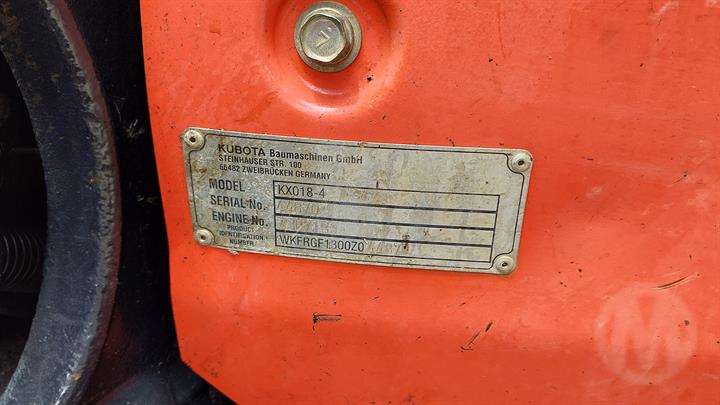 KUBOTA Baumaschinen GmbH
STEINHAUSER STR. 100
66482 ZWEIBRÜCKEN GERMANY
MODEL KX018-4
SERIAL No.
ENGINE No.
PRODUCT IDENTIFICATION NUMBER WKFRGF1300Z0
7
M